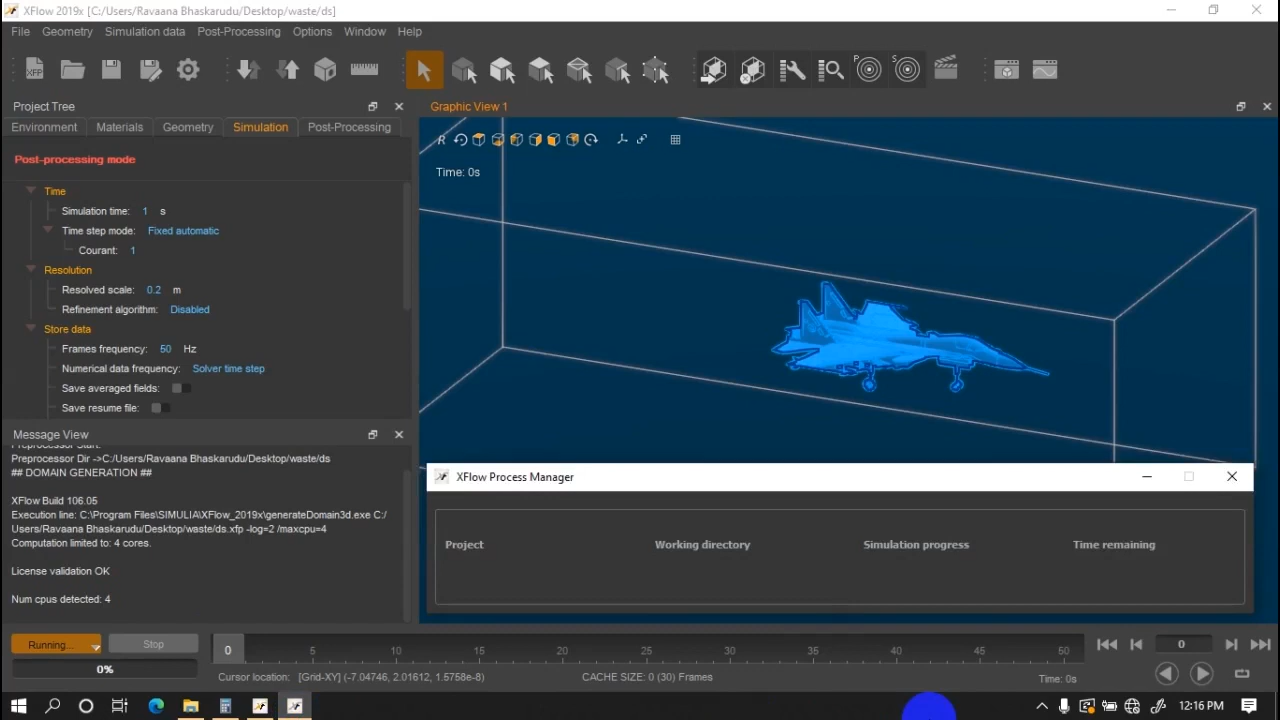 XFlow 2019x [C:/Users/Ravaana Bhaskarudu/Desktop/waste/ds]
File Geometry Simulation data Post-Processing Options Window Help
XFP
P
S
Project Tree
Graphic View 1
Environment Materials Geometry Simulation Post-Processing
R
Post-processing mode
Time: 0s
Time
Simulation time: 1 s
Time step mode: Fixed automatic
Courant: 1
Resolution
Resolved scale: 0.2 m
Refinement algorithm: Disabled
Store data
Frames frequency: 50 Hz
Numerical data frequency: Solver time step
Save averaged fields:
Save resume file:
Message View
Preprocessor Start:
Preprocessor Dir ->C:/Users/Ravaana Bhaskarudu/Desktop/waste/ds
## DOMAIN GENERATION ##
XFlow Build 106.05
Execution line: C:\Program Files\SIMULIA\XFlow_2019x\generateDomain3d.exe C:/
Users/Ravaana Bhaskarudu/Desktop/waste/ds.xfp -log=2 /maxcpu=4
Computation limited to: 4 cores.
License validation OK
Num cpus detected: 4
XFlow Process Manager
Project Working directory Simulation progress Time remaining
Running... Stop
0%
0 5 10 15 20 25 30 35 40 45 50
0
Cursor location: [Grid-XY] (-7.04746, 2.01612, 1.5758e-8) CACHE SIZE: 0 (30) Frames Time: 0s
12:16 PM